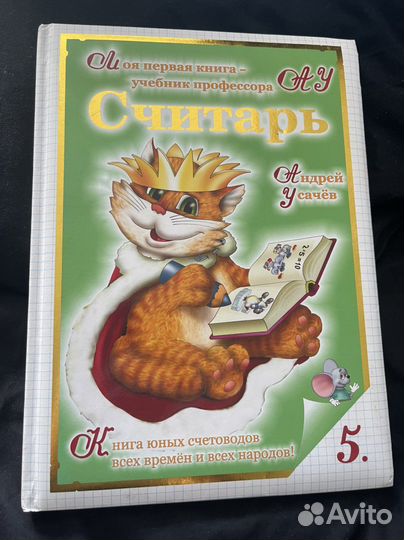 Моя первая книга –
учебник профессора АУ
Считарь
Андрей
Усачёв
2·5=10
Книга юных счетоводов
всех времён и всех народов!
5.
Avito